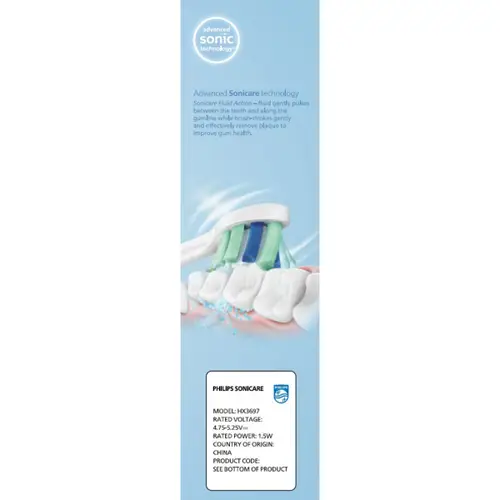 advanced
sonic
technology
Advanced Sonicare technology
Sonicare Fluid Action—fluid gently pulses
between the teeth and along the
gumline while brush strokes gently
and effectively remove plaque to
improve gum health.
PHILIPS SONICARE
PHILIPS
MODEL: HX3697
RATED VOLTAGE:
4.75-5.25V⎓
RATED POWER: 1.5W
COUNTRY OF ORIGIN:
CHINA
PRODUCT CODE:
SEE BOTTOM OF PRODUCT